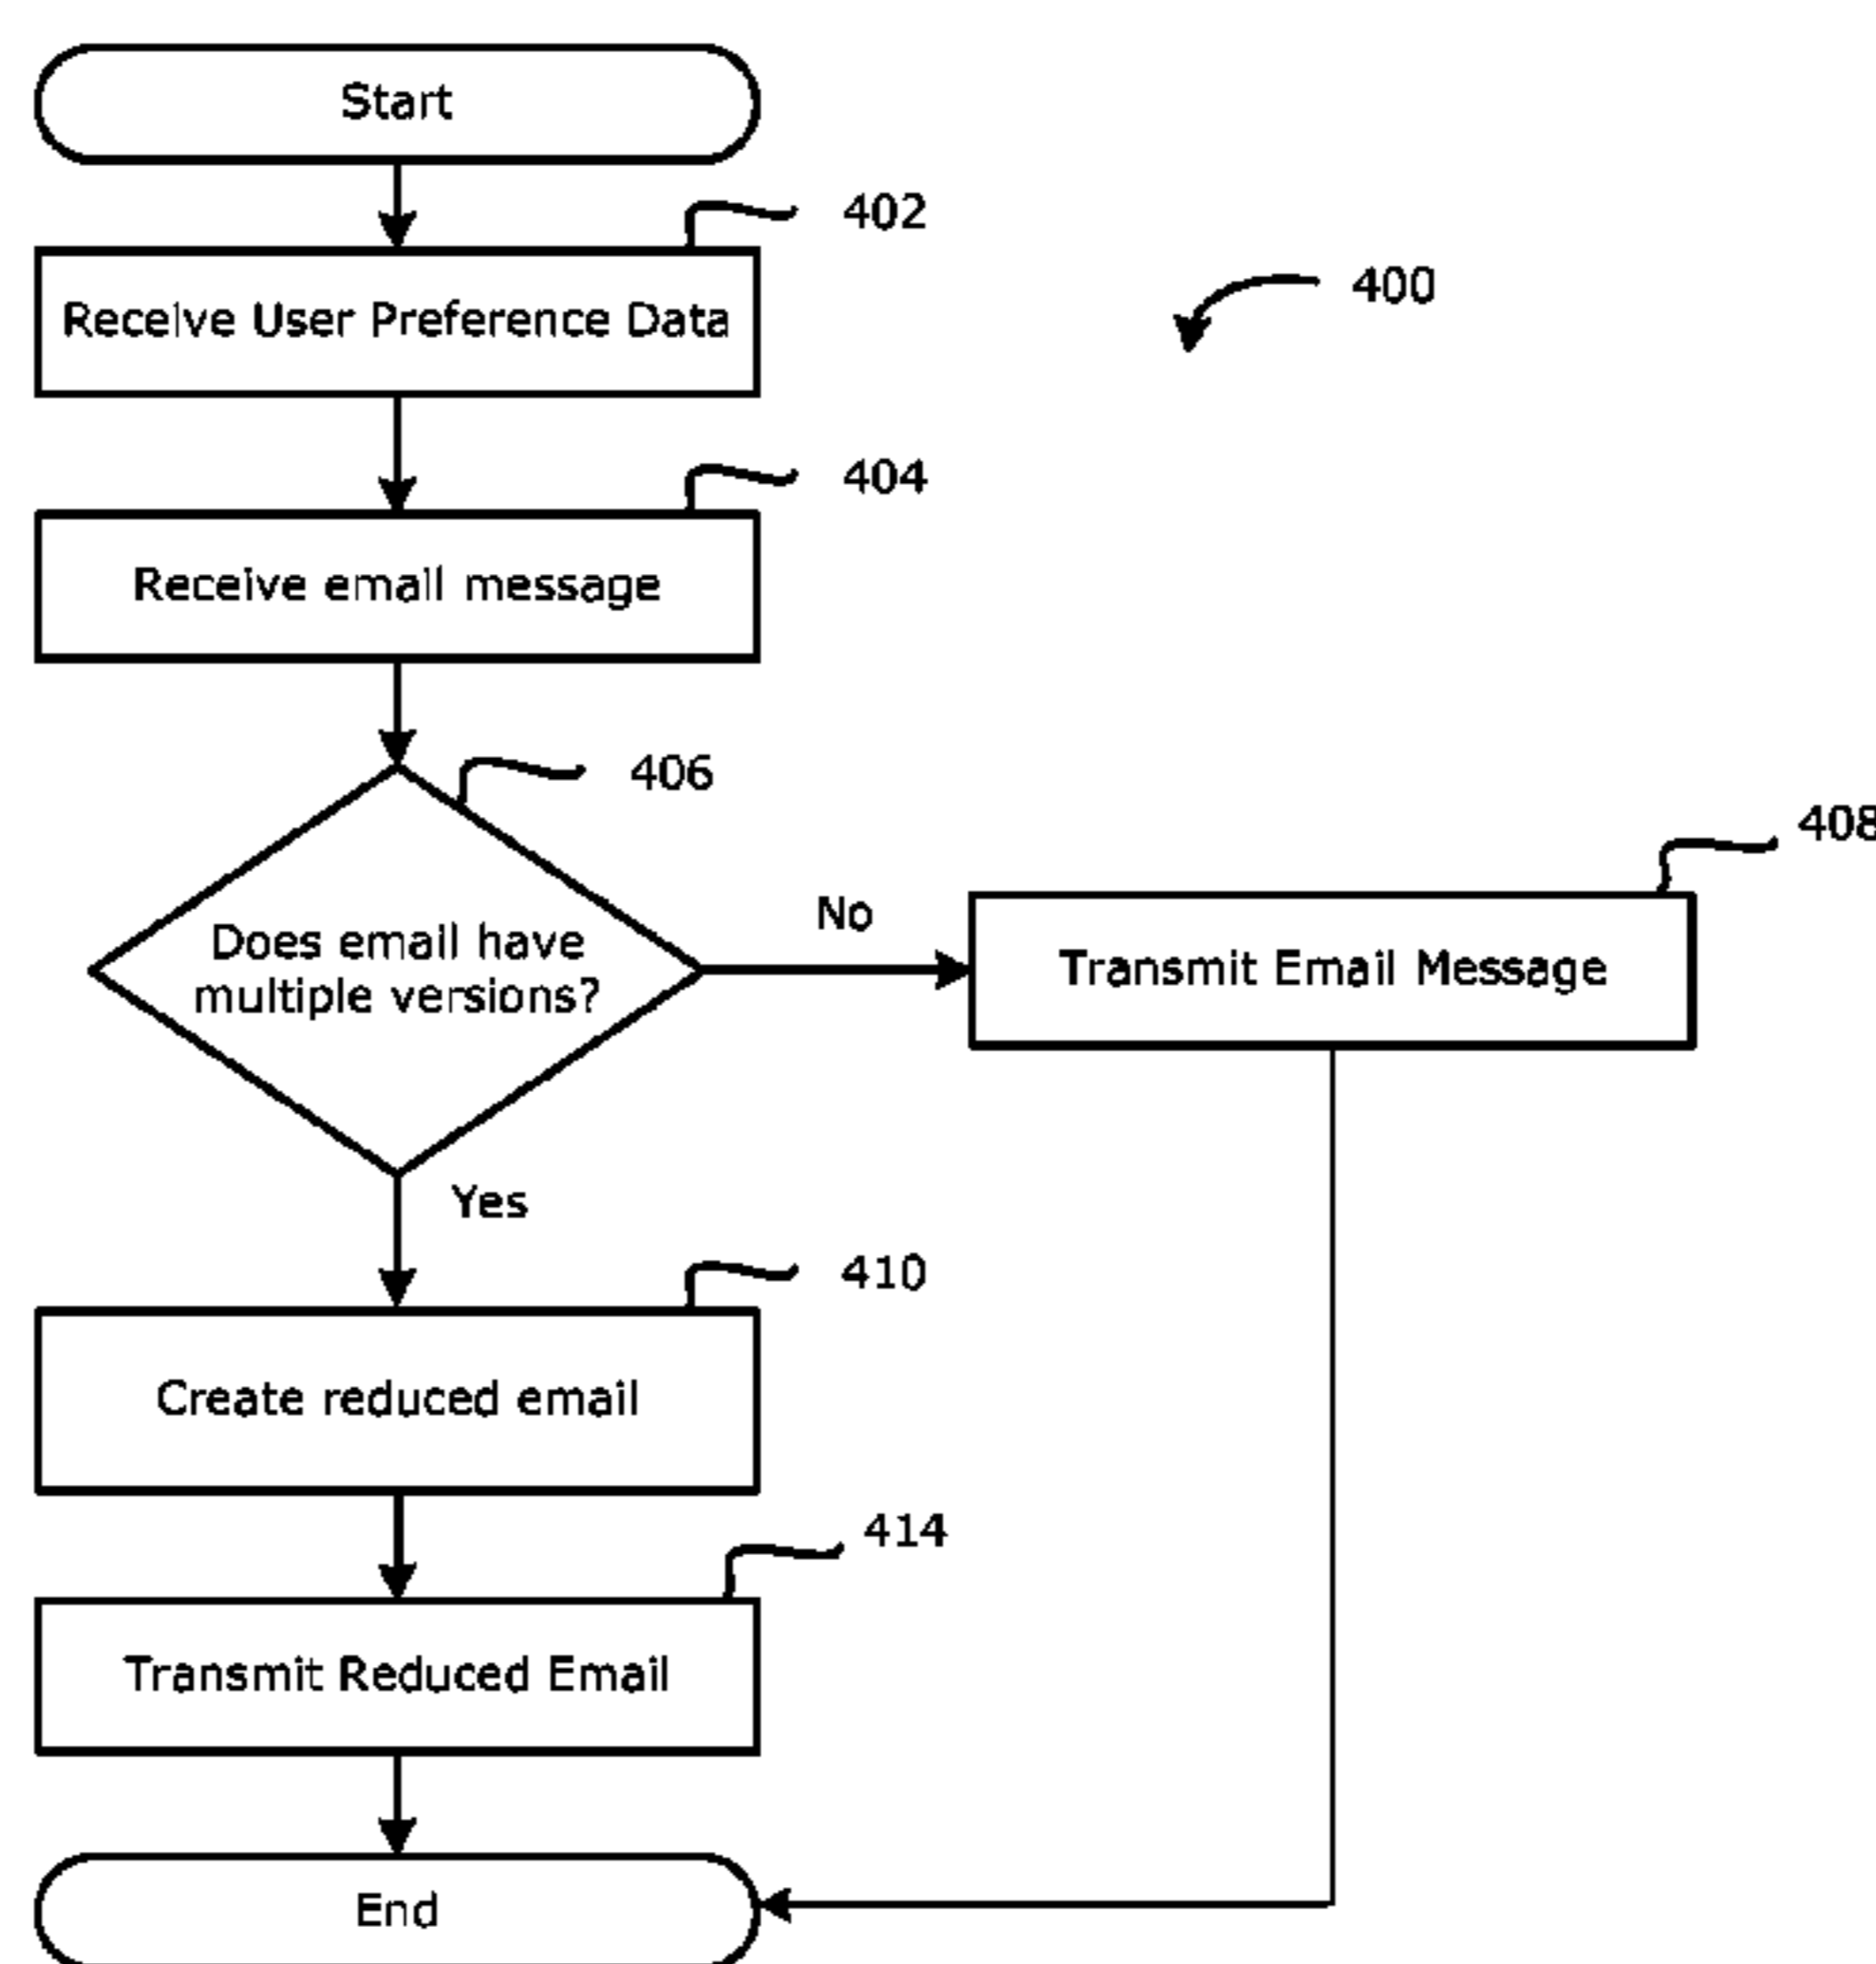 Start
402
Receive User Preference Data
400
404
Receive email message
406
408
Does email have
multiple versions?
No
Transmit Email Message
Yes
410
Create reduced email
414
Transmit Reduced Email
End